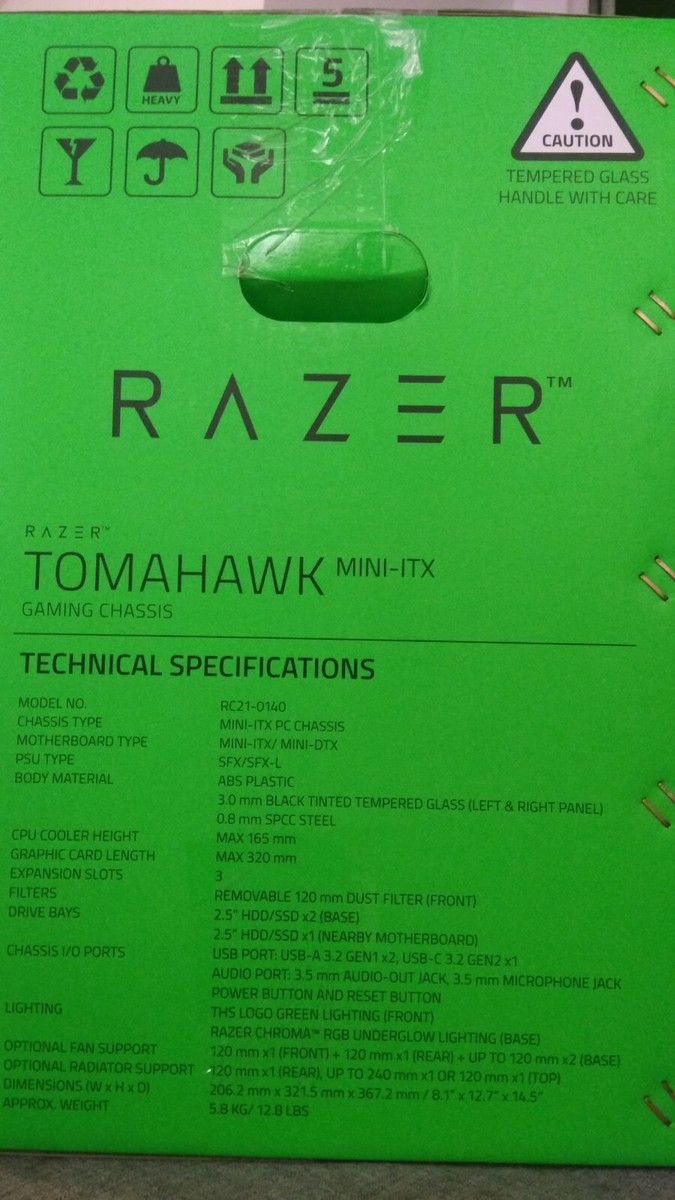 HEAVY
5
CAUTION
TEMPERED GLASS
HANDLE WITH CARE
RAZER™
RAZER™
TOMAHAWK MINI-ITX
GAMING CHASSIS
TECHNICAL SPECIFICATIONS
MODEL NO. RC21-0140
CHASSIS TYPE MINI-ITX PC CHASSIS
MOTHERBOARD TYPE MINI-ITX/ MINI-DTX
PSU TYPE SFX/SFX-L
BODY MATERIAL ABS PLASTIC
3.0 mm BLACK TINTED TEMPERED GLASS (LEFT & RIGHT PANEL)
0.8 mm SPCC STEEL
CPU COOLER HEIGHT MAX 165 mm
GRAPHIC CARD LENGTH MAX 320 mm
EXPANSION SLOTS 3
FILTERS REMOVABLE 120 mm DUST FILTER (FRONT)
DRIVE BAYS 2.5" HDD/SSD x2 (BASE)
2.5" HDD/SSD x1 (NEARBY MOTHERBOARD)
CHASSIS I/O PORTS USB PORT: USB-A 3.2 GEN1 x2, USB-C 3.2 GEN2 x1
AUDIO PORT: 3.5 mm AUDIO-OUT JACK, 3.5 mm MICROPHONE JACK
POWER BUTTON AND RESET BUTTON
LIGHTING THS LOGO GREEN LIGHTING (FRONT)
RAZER CHROMA™ RGB UNDERGLOW LIGHTING (BASE)
OPTIONAL FAN SUPPORT 120 mm x1 (FRONT) + 120 mm x1 (REAR) + UP TO 120 mm x2 (BASE)
OPTIONAL RADIATOR SUPPORT 120 mm x1 (REAR), UP TO 240 mm x1 OR 120 mm x1 (TOP)
DIMENSIONS (W x H x D) 206.2 mm x 321.5 mm x 367.2 mm / 8.1" x 12.7" x 14.5"
APPROX. WEIGHT 5.8 KG/ 12.8 LBS